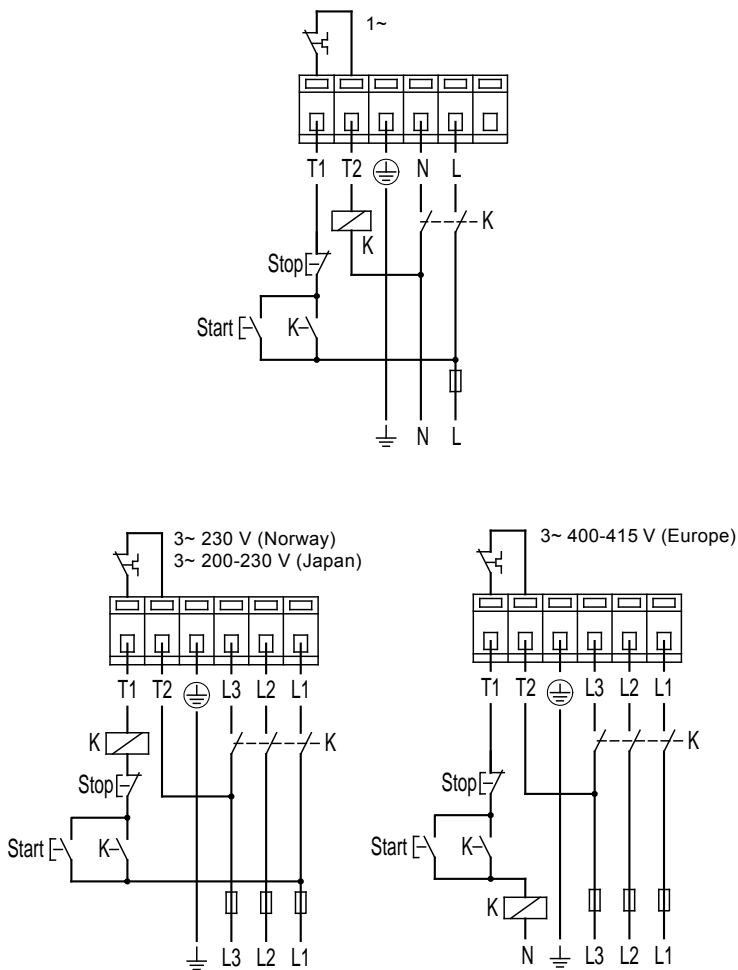 1~
T1 T2 N L
K
K
Stop
Start K
N L
3~ 230 V (Norway)
3~ 200-230 V (Japan)
T1 T2 L3 L2 L1
K K
Stop
Start K
L3 L2 L1
3~ 400-415 V (Europe)
T1 T2 L3 L2 L1
K
Stop
Start K
K
N L3 L2 L1